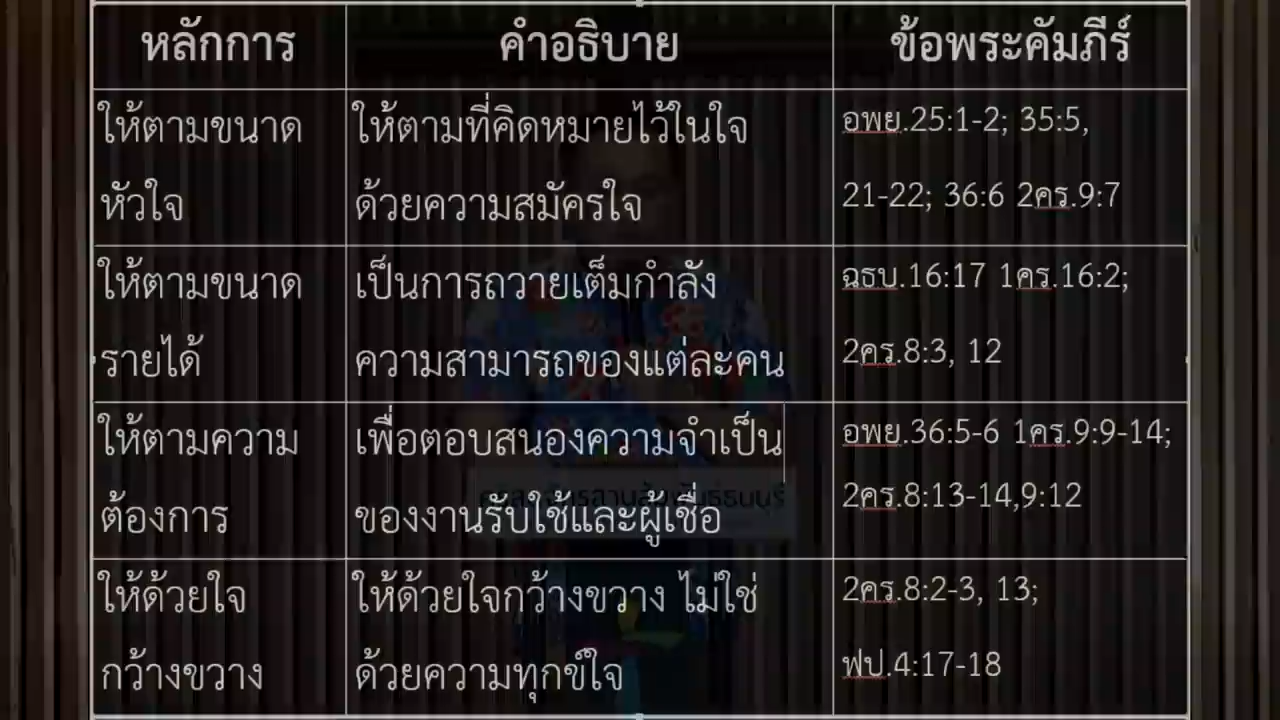 หลักการ คำอธิบาย ข้อพระคัมภีร์
ให้ตามขนาด ให้ตามที่คิดหมายไว้ในใจ อพย.25:1-2; 35:5,
หัวใจ ด้วยความสมัครใจ 21-22; 36:6 2คร.9:7
ให้ตามขนาด เป็นการถวายเต็มกำลัง ฉธบ.16:17 1คร.16:2;
รายได้ ความสามารถของแต่ละคน 2คร.8:3, 12
ให้ตามความ เพื่อตอบสนองความจำเป็น อพย.36:5-6 1คร.9:9-14;
ต้องการ ของงานรับใช้และผู้เชื่อ 2คร.8:13-14,9:12
ให้ด้วยใจ ให้ด้วยใจกว้างขวาง ไม่ใช่ 2คร.8:2-3, 13;
กว้างขวาง ด้วยความทุกข์ใจ ฟป.4:17-18